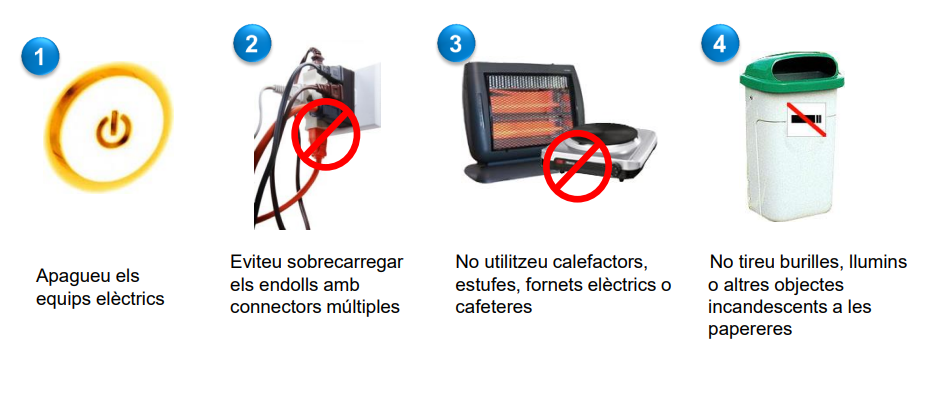 1
Apagueu els
equips elèctrics
2
Eviteu sobrecarregar
els endolls amb
connectors múltiples
3
No utilitzeu calefactors,
estufes, fornets elèctrics o
cafeteres
4
No tireu burilles, llumins
o altres objectes
incandescents a les
papereres